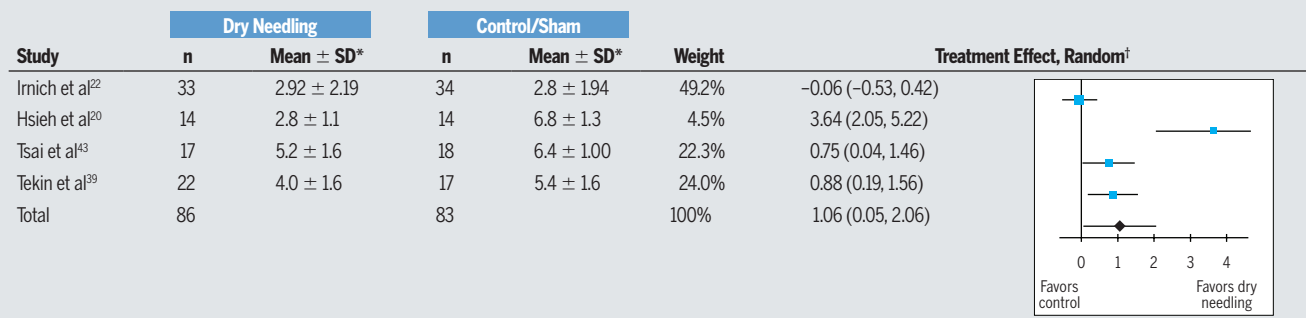 Dry Needling Control/Sham
Study n Mean ± SD* n Mean ± SD* Weight Treatment Effect, Random†
Irnich et al22 33 2.92 ± 2.19 34 2.8 ± 1.94 49.2% –0.06 (–0.53, 0.42)
Hsieh et al20 14 2.8 ± 1.1 14 6.8 ± 1.3 4.5% 3.64 (2.05, 5.22)
Tsai et al43 17 5.2 ± 1.6 18 6.4 ± 1.00 22.3% 0.75 (0.04, 1.46)
Tekin et al39 22 4.0 ± 1.6 17 5.4 ± 1.6 24.0% 0.88 (0.19, 1.56)
Total 86 83 100% 1.06 (0.05, 2.06)
0 1 2 3 4
Favors Favors dry
control needling